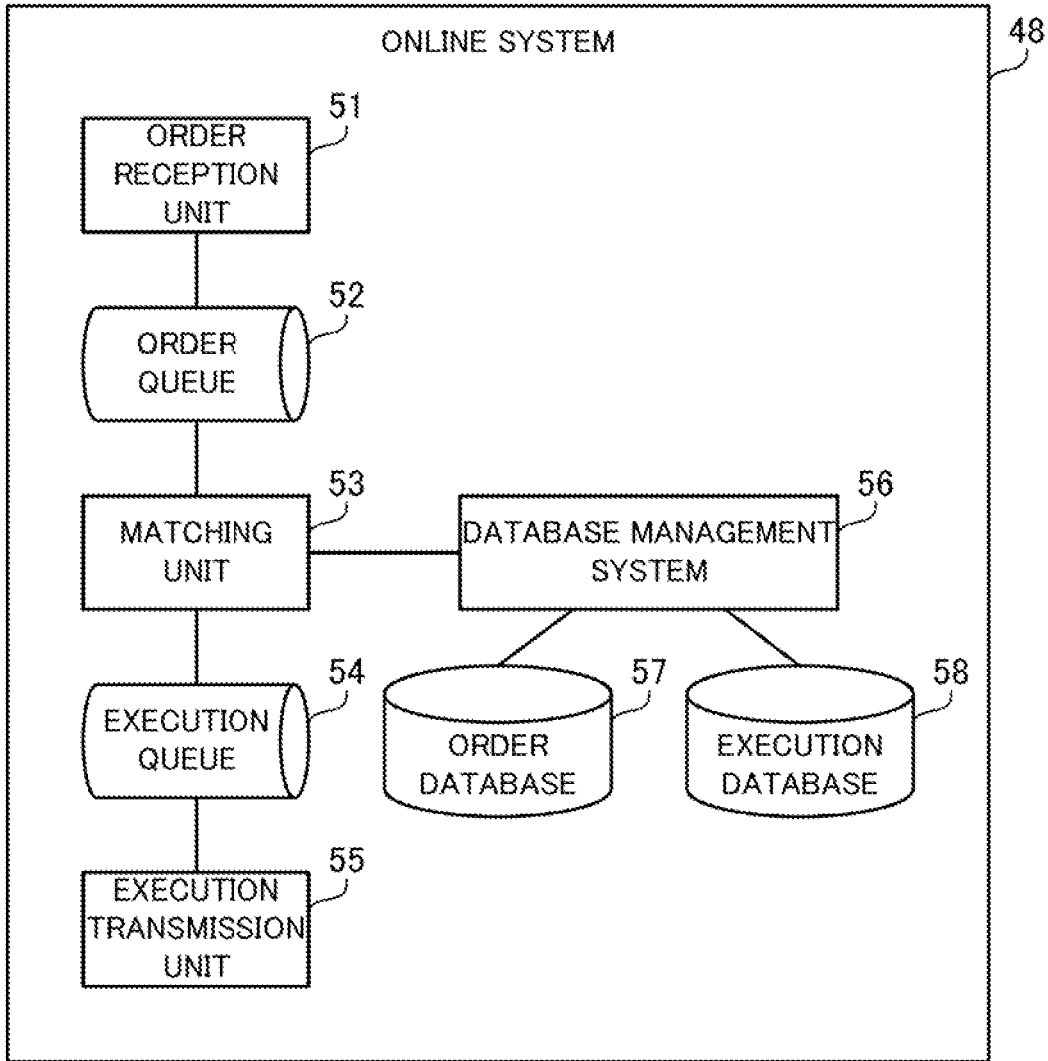 ONLINE SYSTEM
48
51
ORDER
RECEPTION
UNIT
52
ORDER
QUEUE
53
MATCHING
UNIT
56
DATABASE MANAGEMENT
SYSTEM
54
EXECUTION
QUEUE
57
ORDER
DATABASE
58
EXECUTION
DATABASE
55
EXECUTION
TRANSMISSION
UNIT